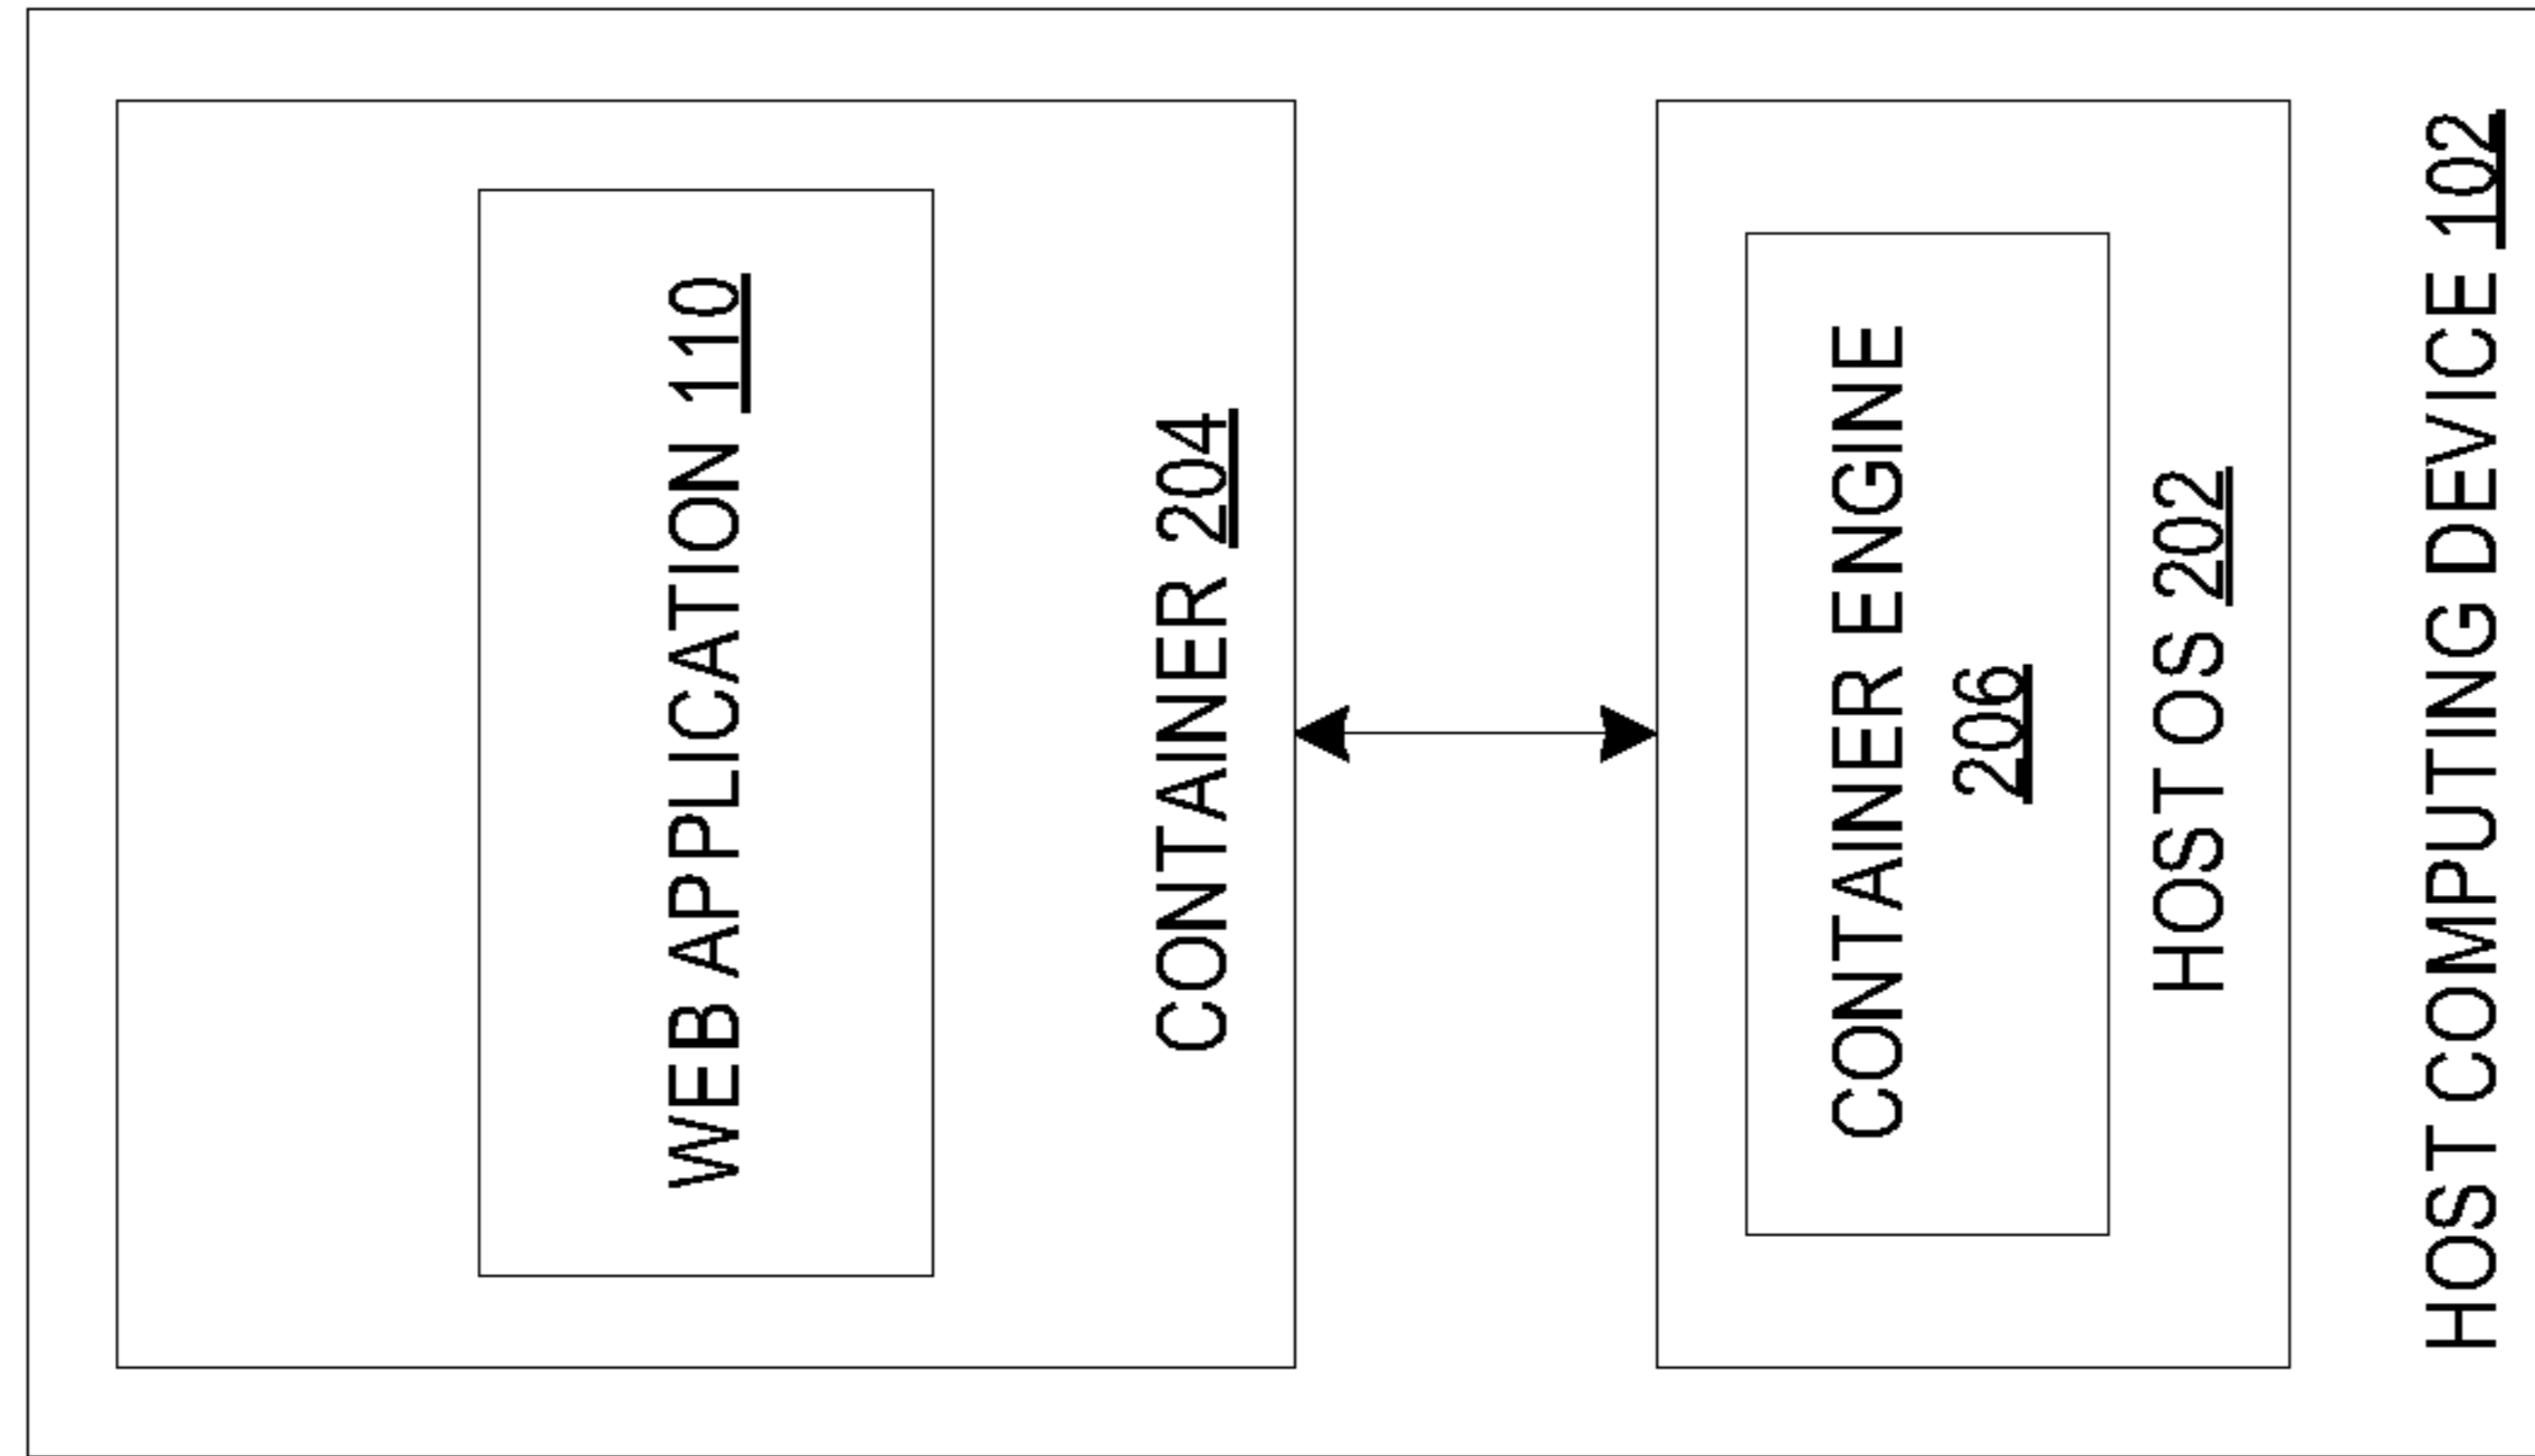 WEB APPLICATION 110
CONTAINER 204
CONTAINER ENGINE
206
HOST OS 202
HOST COMPUTING DEVICE 102